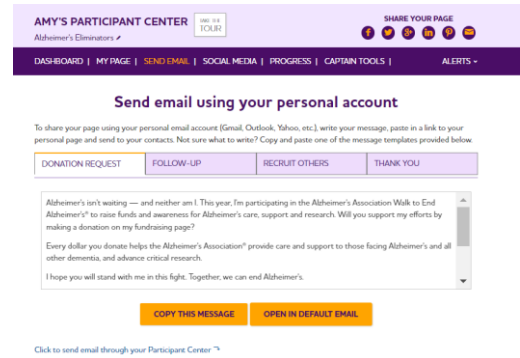 AMY'S PARTICIPANT CENTER
TOUR
SHARE YOUR PAGE
Alzheimer's Eliminators
DASHBOARD | MY PAGE | SEND EMAIL | SOCIAL MEDIA | PROGRESS | CAPTAIN TOOLS | ALERTS
Send email using your personal account
To share your page using your personal email account (Gmail, Outlook, Yahoo, etc.), write your message, paste in a link to your
personal page and send to your contacts. Not sure what to write? Copy and paste one of the message templates provided below.
DONATION REQUEST FOLLOW-UP RECRUIT OTHERS THANK YOU
Alzheimer's isn't waiting — and neither am I. This year, I'm participating in the Alzheimer's Association Walk to End
Alzheimer's® to raise funds and awareness for Alzheimer's care, support and research. Will you support my efforts by
making a donation on my fundraising page?
Every dollar you donate helps the Alzheimer's Association® provide care and support to those facing Alzheimer's and all
other dementia, and advance critical research.
I hope you will stand with me in this fight. Together, we can end Alzheimer's.
COPY THIS MESSAGE OPEN IN DEFAULT EMAIL
Click to send email through your Participant Center